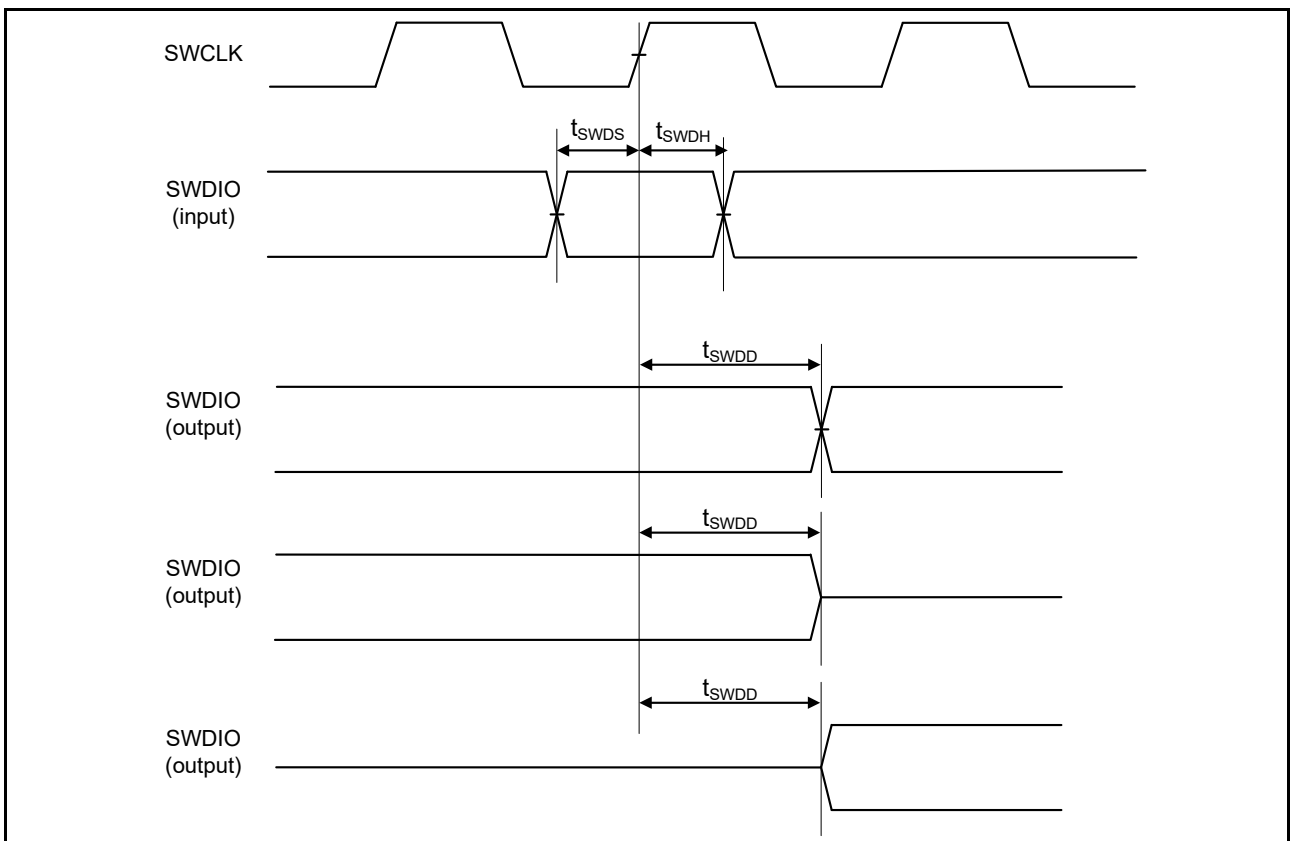 SWCLK
tSWDS tSWDH
SWDIO
(input)
tSWDD
SWDIO
(output)
tSWDD
SWDIO
(output)
tSWDD
SWDIO
(output)